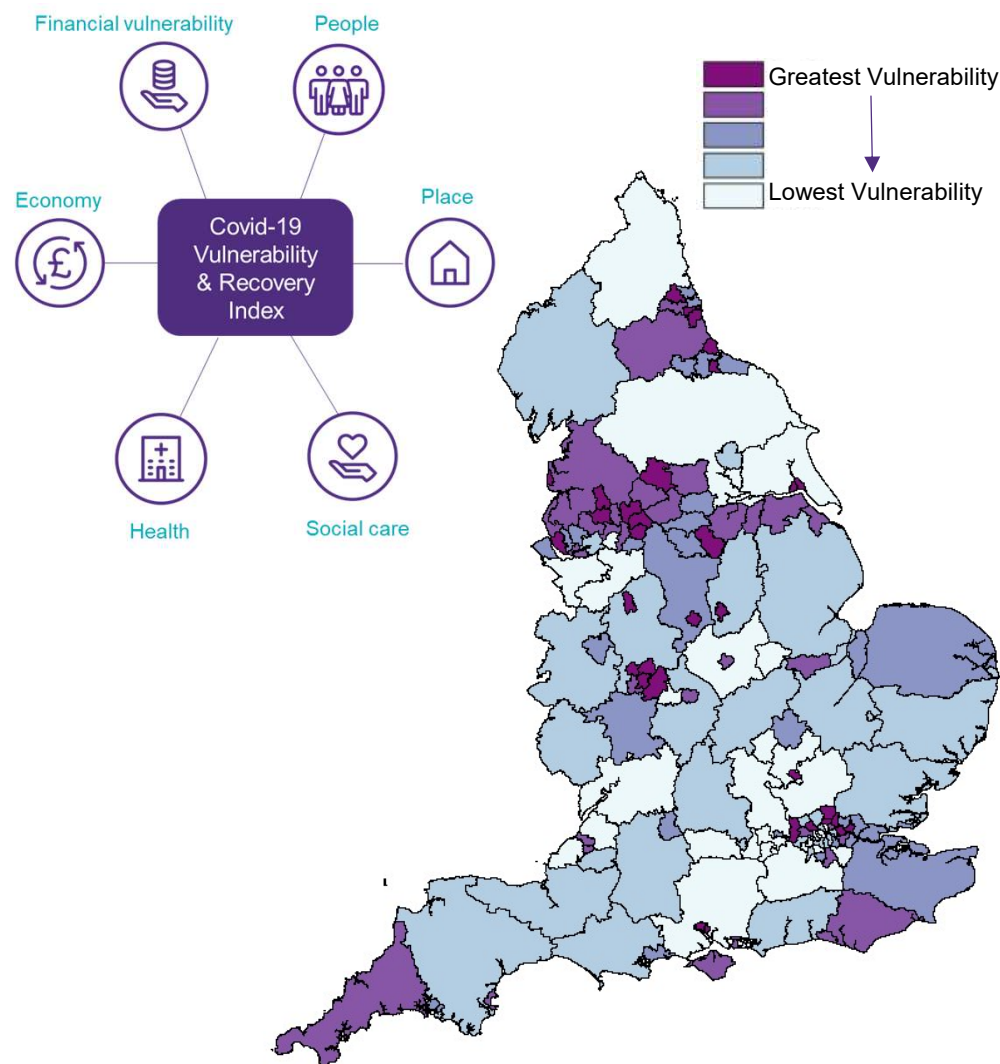 Financial vulnerability
People
Economy
Place
Covid-19
Vulnerability
& Recovery
Index
Health
Social care
Greatest Vulnerability
Lowest Vulnerability
£